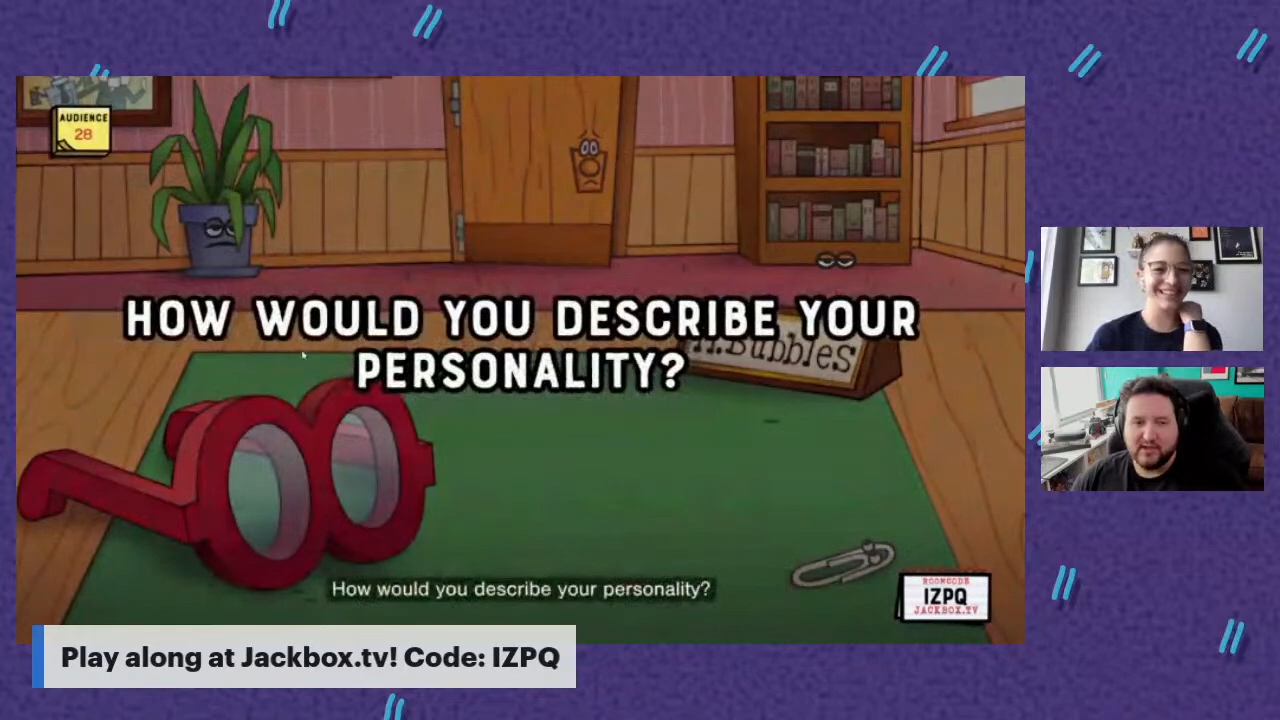 AUDIENCE
28
HOW WOULD YOU DESCRIBE YOUR
PERSONALITY?
Bubbles
How would you describe your personality?
ROOMCODE
IZPQ
JACKBOX.TV
Play along at Jackbox.tv! Code: IZPQ